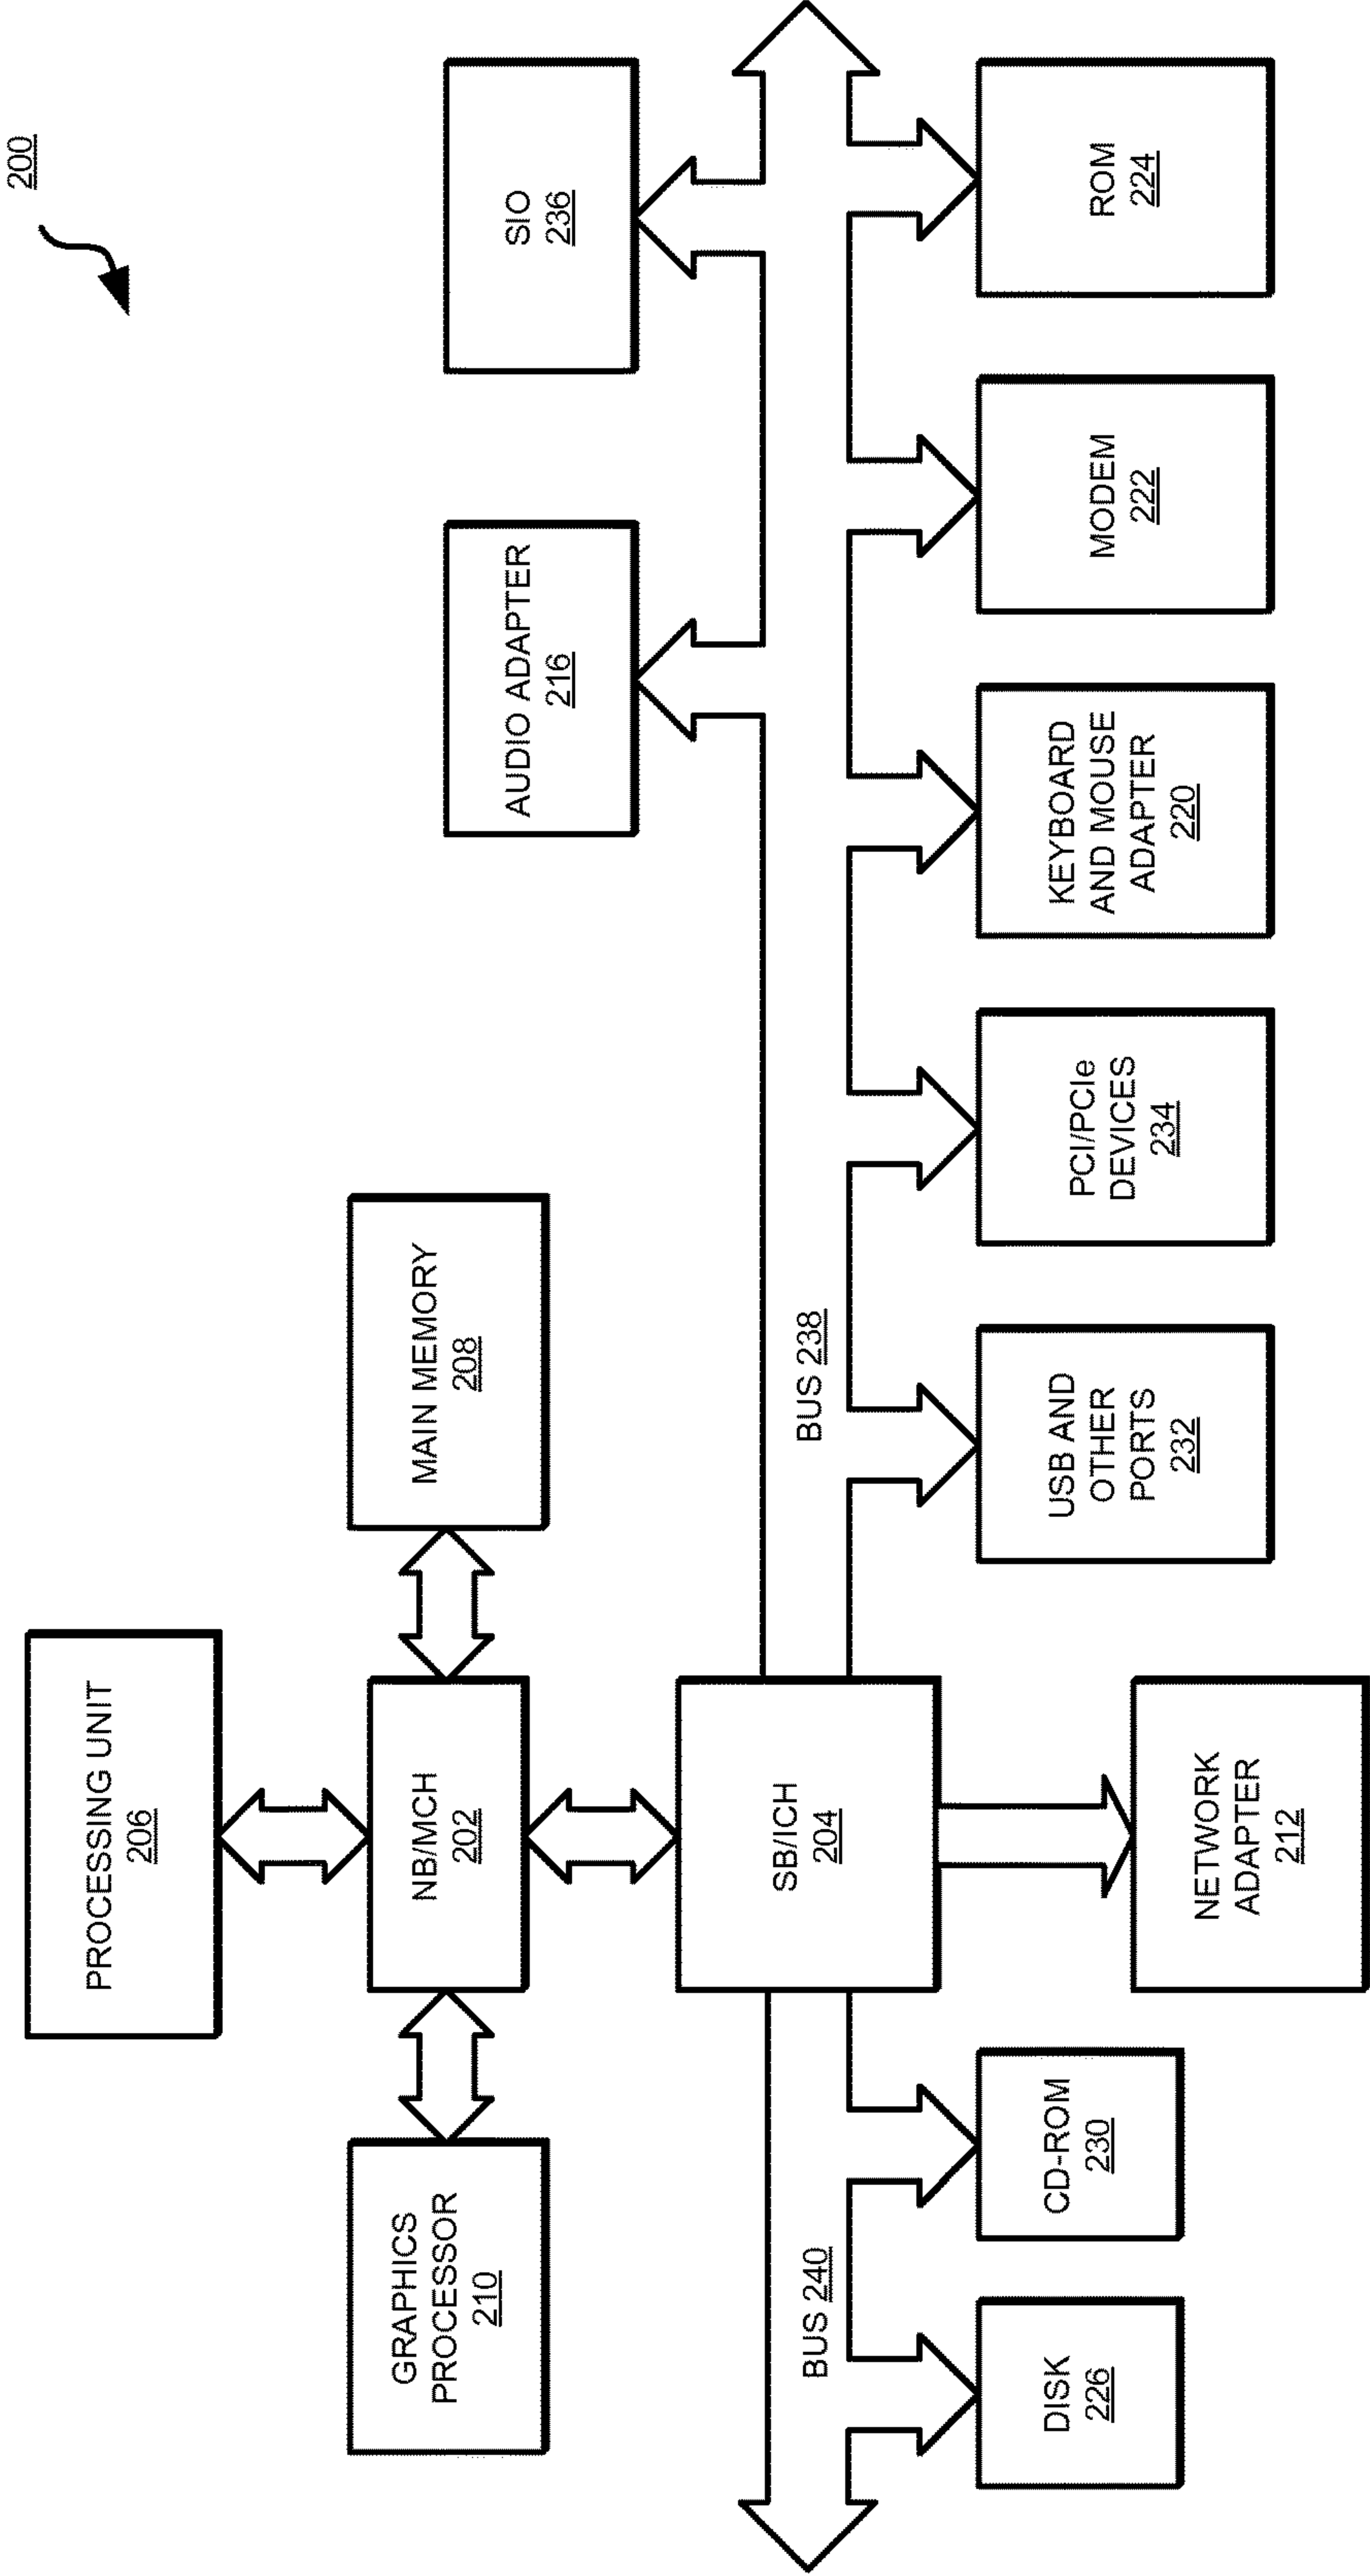 200
PROCESSING UNIT
206
GRAPHICS
PROCESSOR
210
NB/MCH
202
MAIN MEMORY
208
AUDIO ADAPTER
216
SIO
236
SB/ICH
204
BUS 240
BUS 238
DISK
226
CD-ROM
230
NETWORK
ADAPTER
212
USB AND
OTHER
PORTS
232
PCI/PCIe
DEVICES
234
KEYBOARD
AND MOUSE
ADAPTER
220
MODEM
222
ROM
224